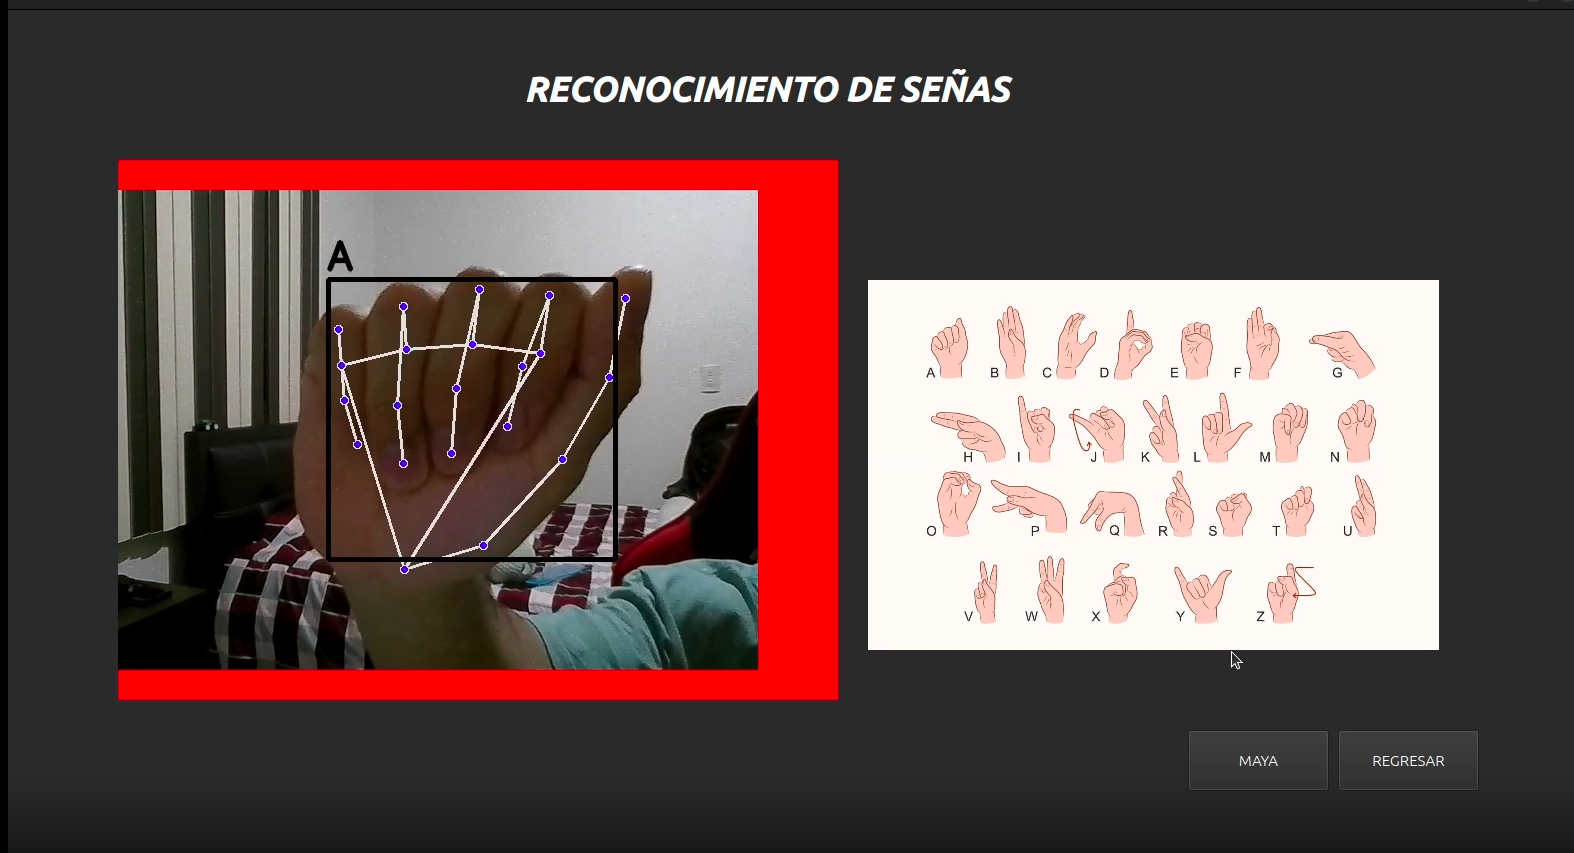 RECONOCIMIENTO DE SEÑAS
A
A B C D E F G
H I J K L M N
O P Q R S T U
V W X Y Z
MAYA REGRESAR